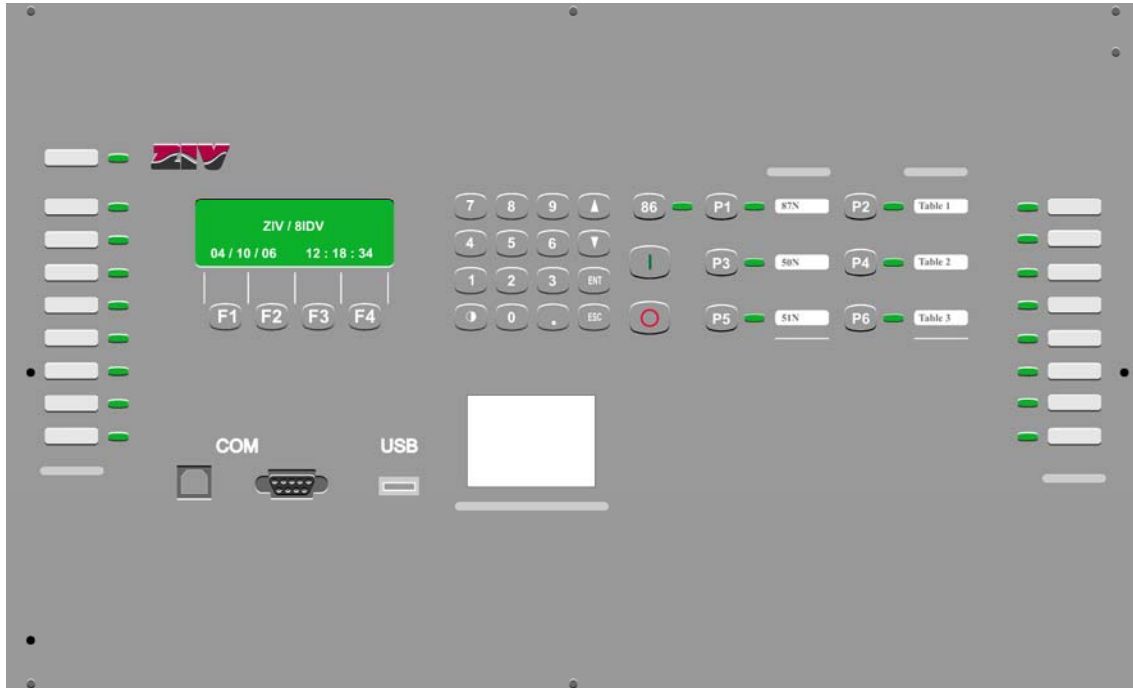 ZIV
ZIV / 8IDV
04 / 10 / 06 12 : 18 : 34
F1 F2 F3 F4
7 8 9
4 5 6
1 2 3 ENT
0 . ESC
86 P1 87N P2 Table 1
P3 50N P4 Table 2
P5 51N P6 Table 3
COM USB